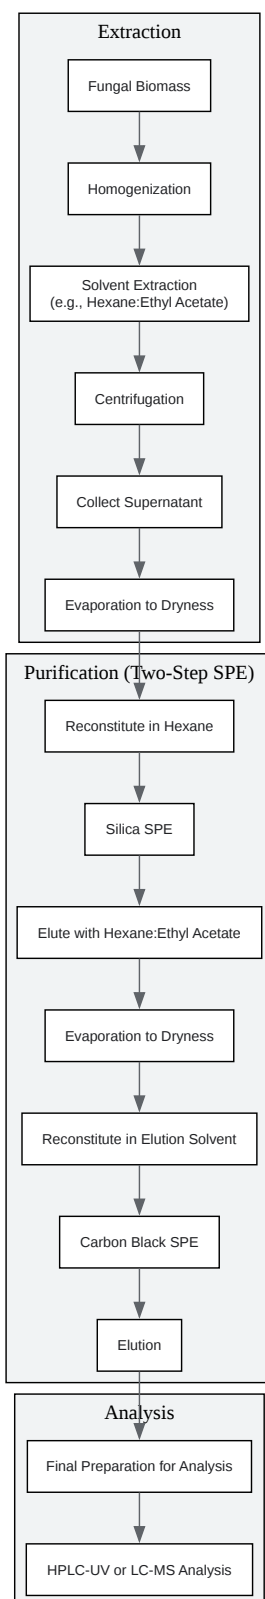 Extraction
Fungal Biomass
Homogenization
Solvent Extraction
(e.g., Hexane:Ethyl Acetate)
Centrifugation
Collect Supernatant
Evaporation to Dryness
Purification (Two-Step SPE)
Reconstitute in Hexane
Silica SPE
Elute with Hexane:Ethyl Acetate
Evaporation to Dryness
Reconstitute in Elution Solvent
Carbon Black SPE
Elution
Analysis
Final Preparation for Analysis
HPLC-UV or LC-MS Analysis